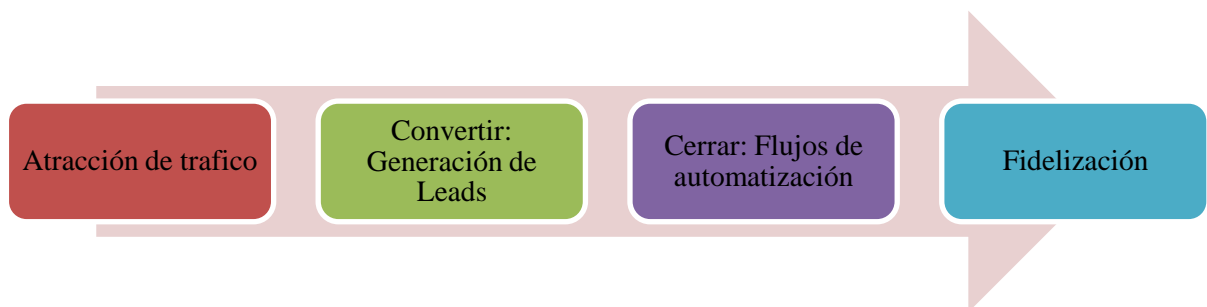 Atracción de trafico
Convertir:
Generación de
Leads
Cerrar: Flujos de
automatización
Fidelización